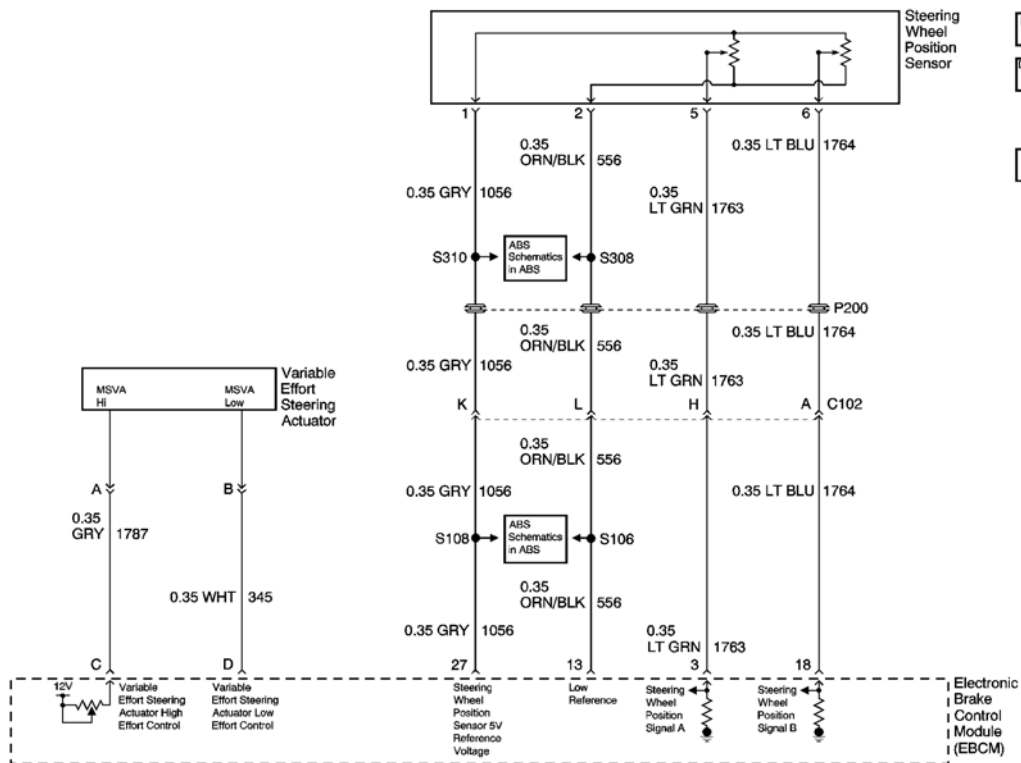 Steering
Wheel
Position
Sensor
1 2 5 6
0.35
ORN/BLK 556
0.35 LT BLU 1764
0.35 GRY 1056
0.35
LT GRN 1763
S310
ABS
Schematics
in ABS
S308
P200
0.35
ORN/BLK 556
0.35 LT BLU 1764
0.35 GRY 1056
0.35
LT GRN 1763
Variable
Effort
Steering
Actuator
MSVA
Hi
MSVA
Low
K L H A C102
0.35
ORN/BLK 556
A B
0.35 GRY 1056
0.35 LT BLU 1764
0.35
GRY 1787
S108
ABS
Schematics
in ABS
S106
0.35 WHT 345
0.35
ORN/BLK 556
0.35 GRY 1056
0.35
LT GRN 1763
C D 27 13 3 18
12V
Variable
Effort Steering
Actuator High
Effort Control
Variable
Effort Steering
Actuator Low
Effort Control
Steering
Wheel
Position
Sensor 5V
Reference
Voltage
Low
Reference
Steering
Wheel
Position
Signal A
Steering
Wheel
Position
Signal B
Electronic
Brake
Control
Module
(EBCM)